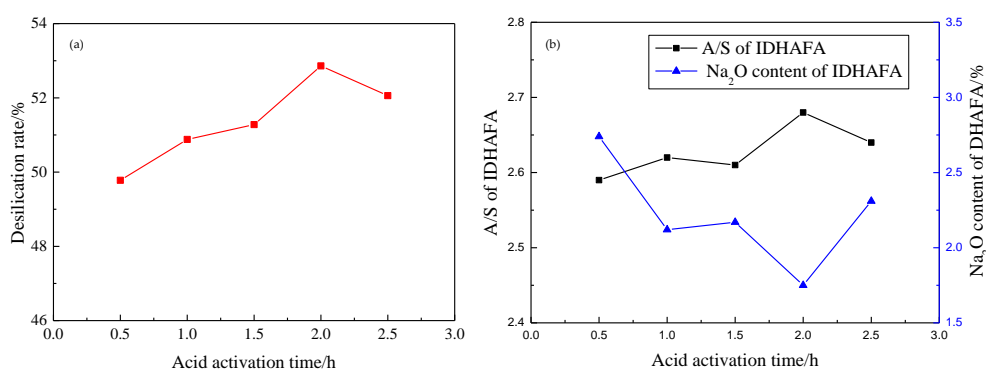 (a)
Desilication rate/%
54
52
50
48
46
0.0 0.5 1.0 1.5 2.0 2.5 3.0
Acid activation time/h
(b)
A/S of IDHAFA
Na₂O content of IDHAFA
A/S of IDHAFA
2.8
2.7
2.6
2.5
2.4
0.0 0.5 1.0 1.5 2.0 2.5 3.0
Acid activation time/h
3.5
3.0
2.5
2.0
1.5
Na₂O content of DHAFA/%